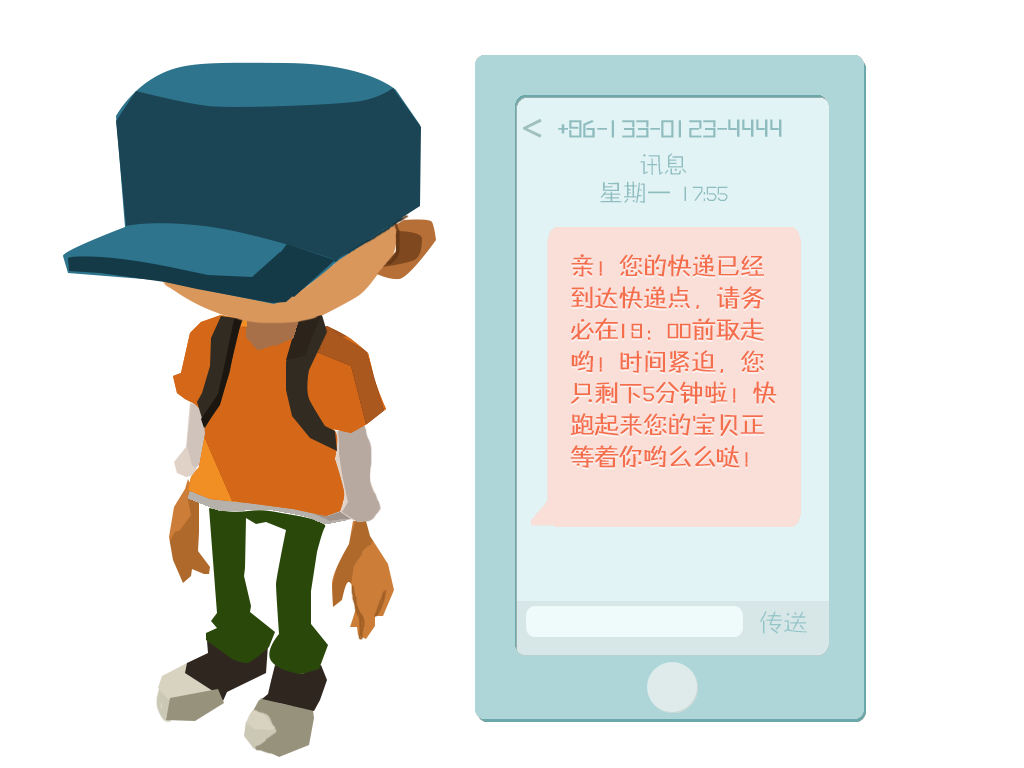 < +86-133-0123-4444
讯息
星期一 17:55
亲! 您的快递已经
到达快递点, 请务
必在18: 00前取走
哟! 时间紧迫, 您
只剩下5分钟啦! 快
跑起来您的宝贝正
等着你哟么么哒!
传送